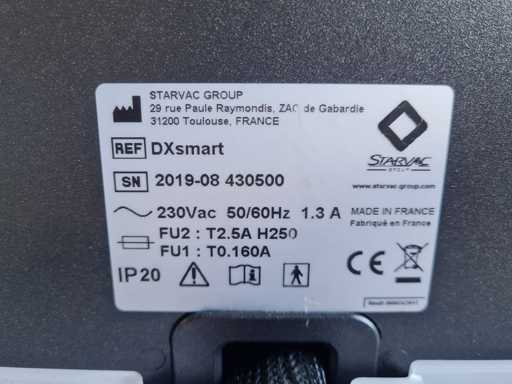 STARVAC GROUP
29 rue Paule Raymondis, ZAC de Gabardie
31200 Toulouse, FRANCE
REF DXsmart
STARVAC
GROUP
SN 2019-08 430500
www.starvac-group.com
230Vac 50/60Hz 1.3 A
MADE IN FRANCE
Fabriqué en France
FU2 : T2.5A H250
FU1 : T0.160A
IP20
CE